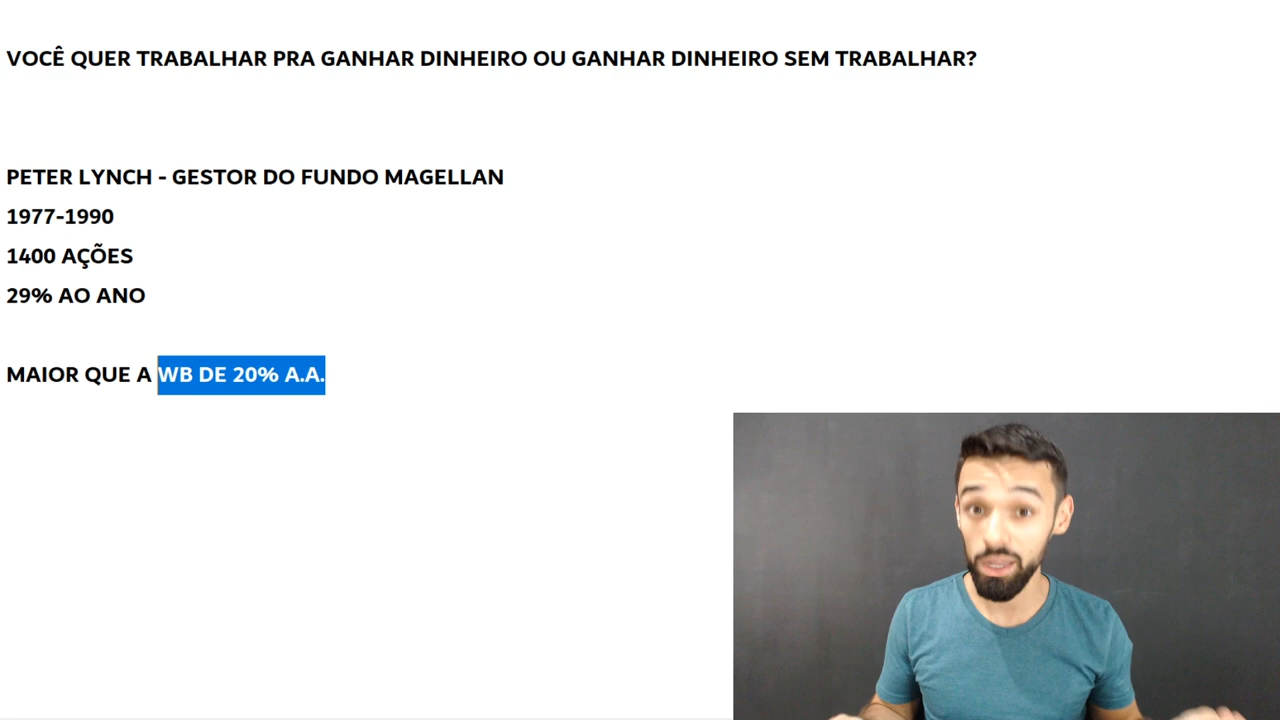 VOCÊ QUER TRABALHAR PRA GANHAR DINHEIRO OU GANHAR DINHEIRO SEM TRABALHAR?
PETER LYNCH - GESTOR DO FUNDO MAGELLAN
1977-1990
1400 AÇÕES
29% AO ANO
MAIOR QUE A WB DE 20% A.A.